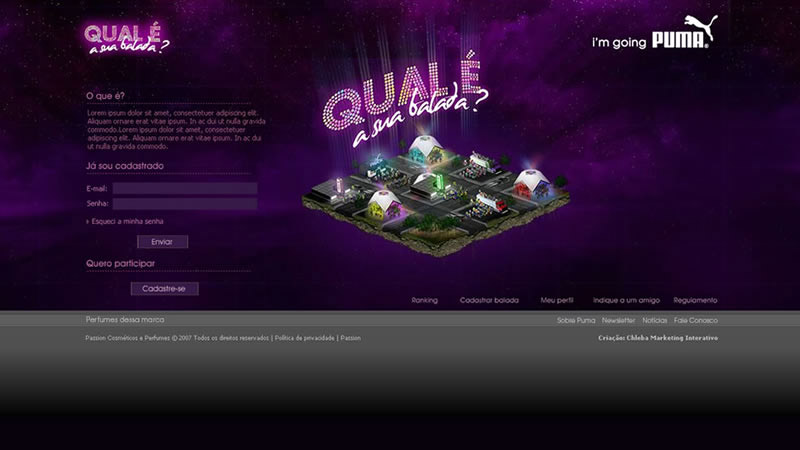 QUAL É
a sua balada?
i'm going PUMA®
QUAL É
a sua balada?
O que é?
Lorem ipsum dolor sit amet, consectetuer adipiscing elit.
Aliquam ornare erat vitae ipsum. In ac dui ut nulla gravida
commodo.Lorem ipsum dolor sit amet, consectetuer
adipiscing elit. Aliquam ornare erat vitae ipsum. In ac dui
ut nulla gravida commodo.
Já sou cadastrado
E-mail:
Senha:
Esqueci a minha senha
Enviar
Quero participar
Cadastre-se
Ranking Cadastrar balada Meu perfil Indique a um amigo Regulamento
Perfumes dessa marca
Sobre Puma Newsletter Notícias Fale Conosco
Passion Cosméticos e Perfumes © 2007 Todos os direitos reservados | Política de privacidade | Passion
Criação: Chleba Marketing Interativo